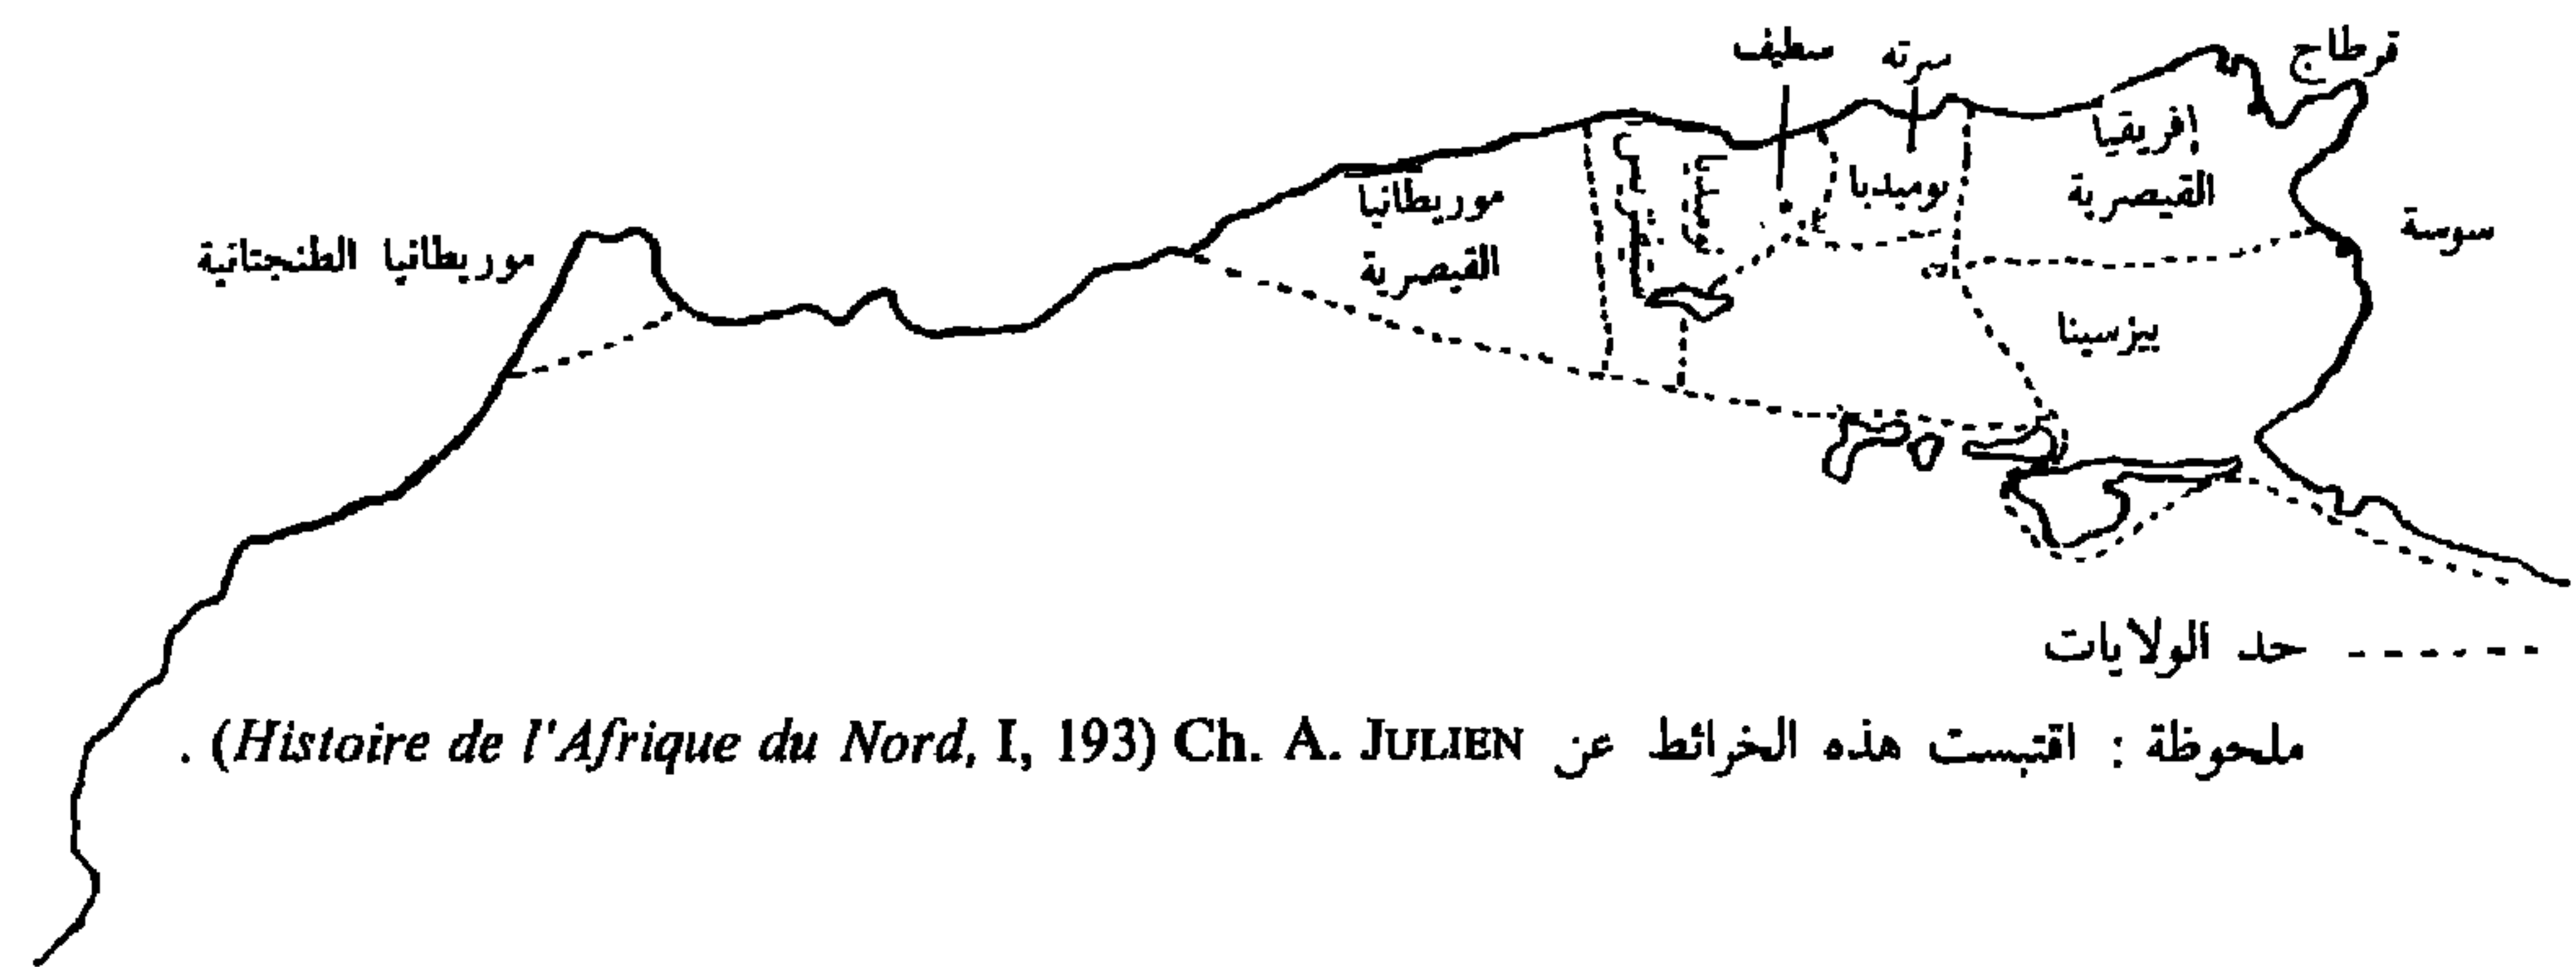 قرطاج
سرته
سطيف
إفريقيا
القيصرية
نوميديا
موريطانيا
القيصرية
سوسة
موريطانيا الطنجتانية
بيزسينا
حد الولايات
ملحوظة : اقتبست هذه الخرائط عن Ch. A. JULIEN (Histoire de l'Afrique du Nord, I, 193) .